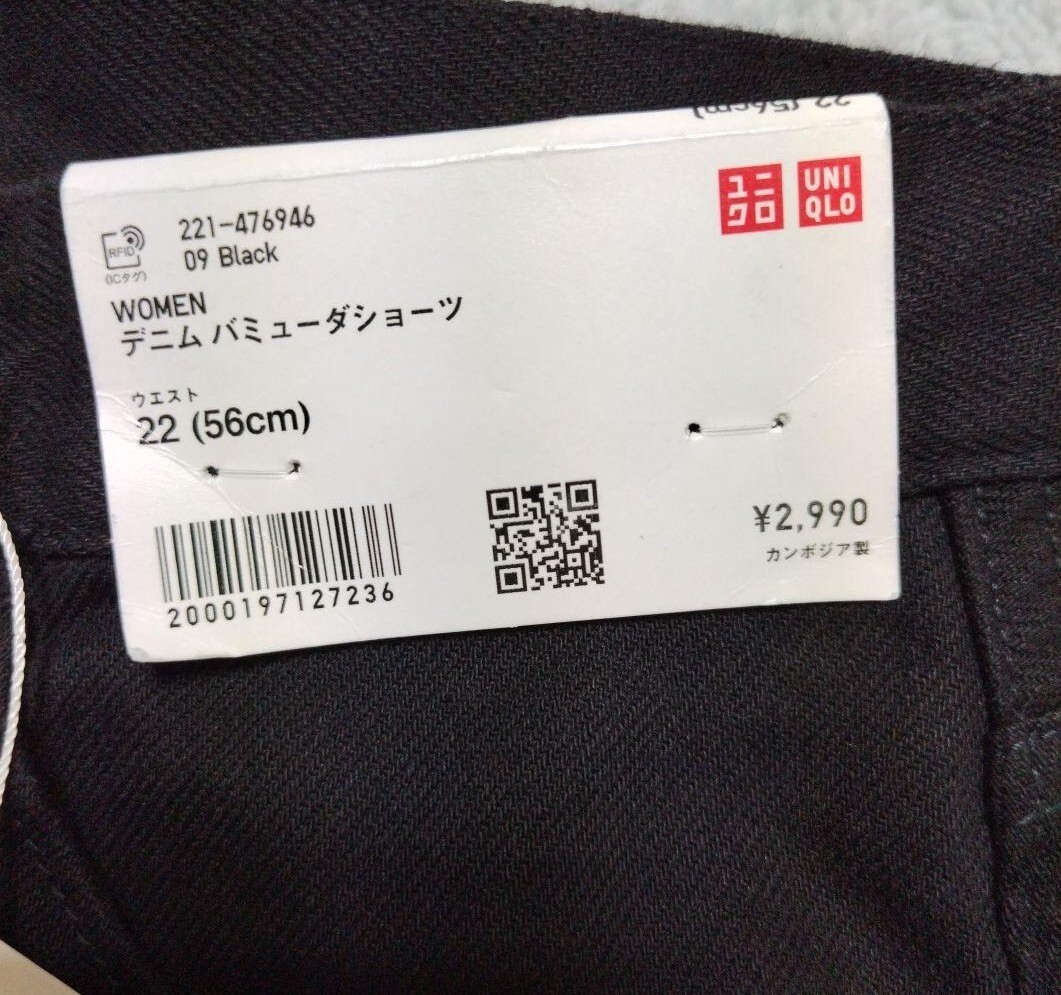 22 (56cm)
ユニ
クロ
UNI
QLO
221-476946
09 Black
RFID
(ICタグ)
WOMEN
デニム バミューダショーツ
ウエスト
22 (56cm)
2000197127236
¥2,990
カンボジア製